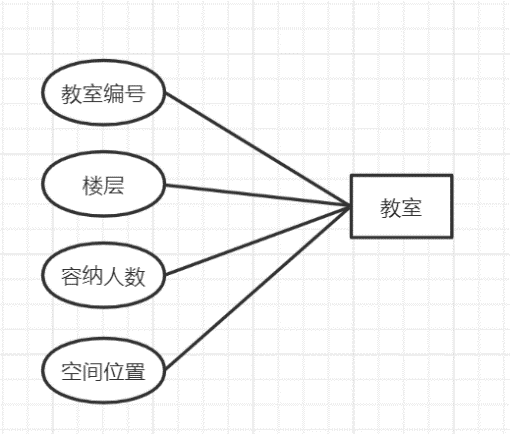 教室编号
楼层
教室
容纳人数
空间位置